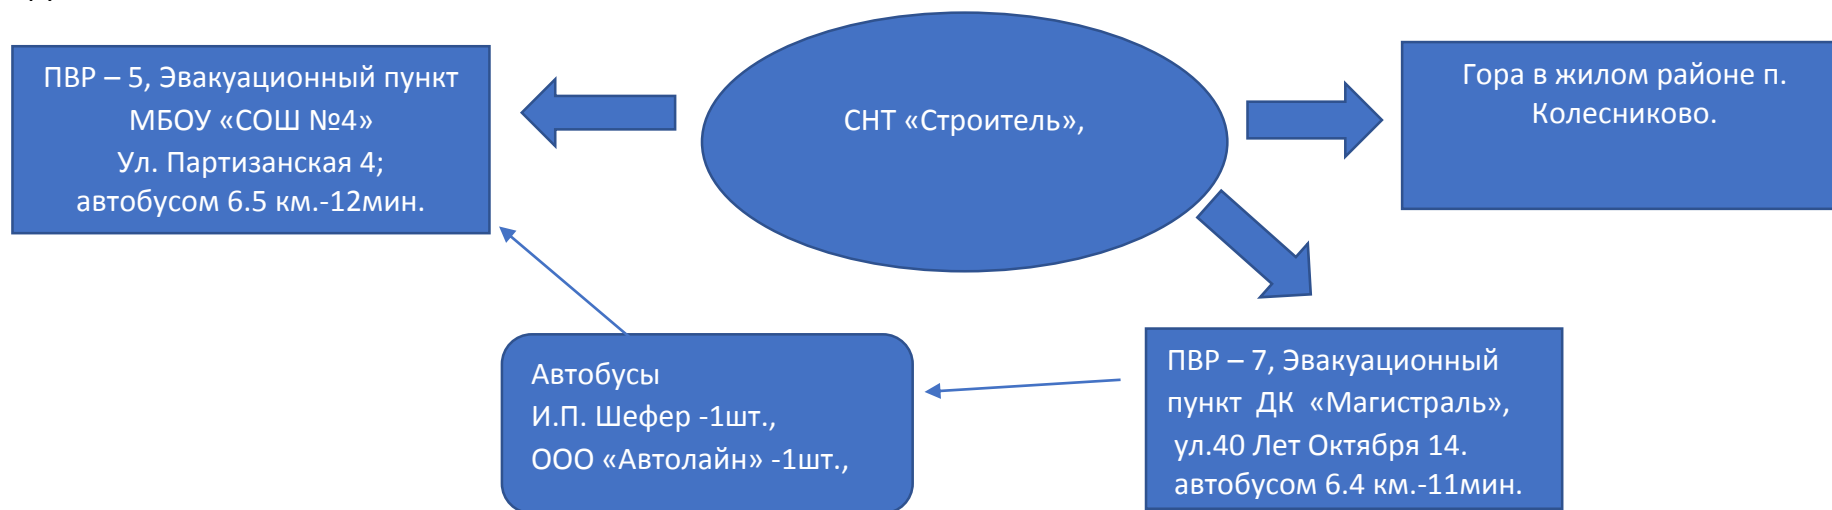 ПВР – 5, Эвакуационный пункт
МБОУ «СОШ №4»
Ул. Партизанская 4;
автобусом 6.5 км.-12мин.
СНТ «Строитель»,
Гора в жилом районе п.
Колесниково.
Автобусы
И.П. Шефер -1шт.,
ООО «Автолайн» -1шт.,
ПВР – 7, Эвакуационный
пункт ДК «Магистраль»,
ул.40 Лет Октября 14.
автобусом 6.4 км.-11мин.